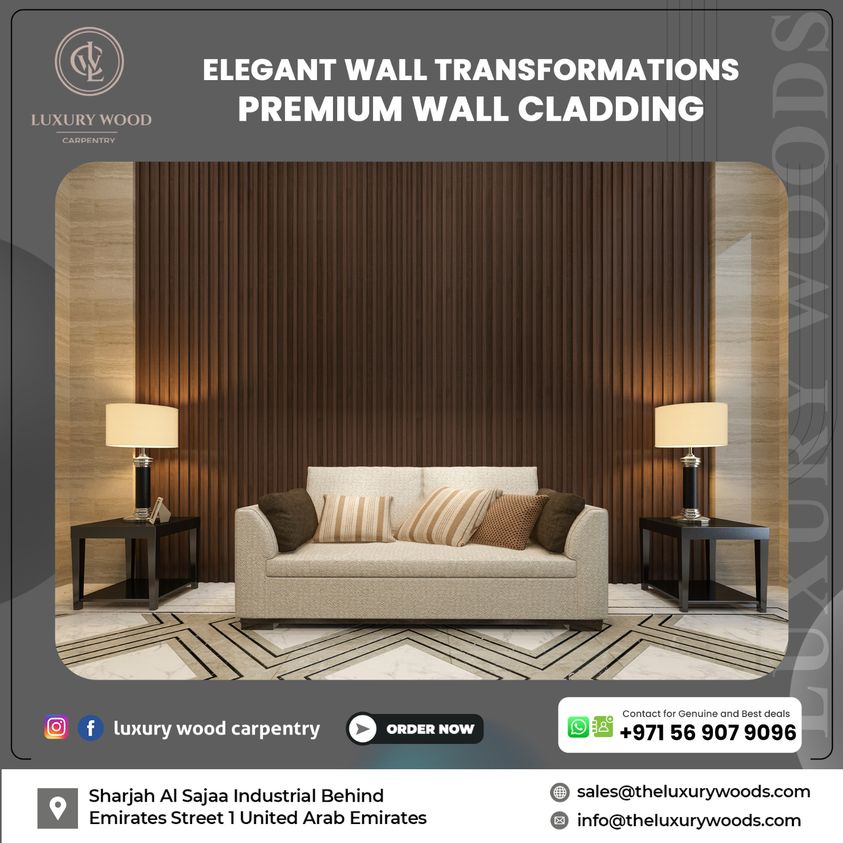 LUXURY WOOD
CARPENTRY
ELEGANT WALL TRANSFORMATIONS
PREMIUM WALL CLADDING
LUXURY WOODS
luxury wood carpentry
ORDER NOW
Contact for Genuine and Best deals
+971 56 907 9096
Sharjah Al Sajaa Industrial Behind
Emirates Street 1 United Arab Emirates
sales@theluxurywoods.com
info@theluxurywoods.com